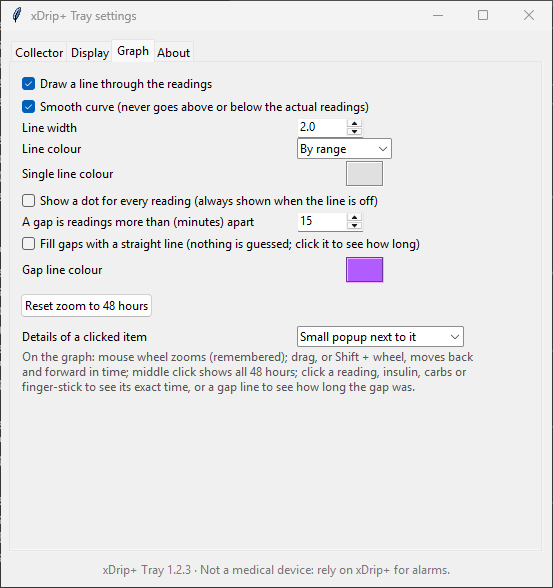 xDrip+ Tray settings
Collector Display Graph About
Draw a line through the readings
Smooth curve (never goes above or below the actual readings)
Line width 2.0
Line colour By range
Single line colour
Show a dot for every reading (always shown when the line is off)
A gap is readings more than (minutes) apart 15
Fill gaps with a straight line (nothing is guessed; click it to see how long)
Gap line colour
Reset zoom to 48 hours
Details of a clicked item Small popup next to it
On the graph: mouse wheel zooms (remembered); drag, or Shift + wheel, moves back
and forward in time; middle click shows all 48 hours; click a reading, insulin, carbs or
finger-stick to see its exact time, or a gap line to see how long the gap was.
xDrip+ Tray 1.2.3 · Not a medical device: rely on xDrip+ for alarms.